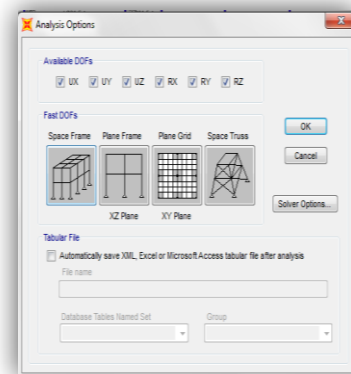 Analysis Options
X
Available DOFs
UX UY UZ RX RY RZ
Fast DOFs
Space Frame Plane Frame Plane Grid Space Truss
XZ Plane XY Plane
OK
Cancel
Solver Options...
Tabular File
Automatically save XML, Excel or Microsoft Access tabular file after analysis
File name
Database Tables Named Set Group